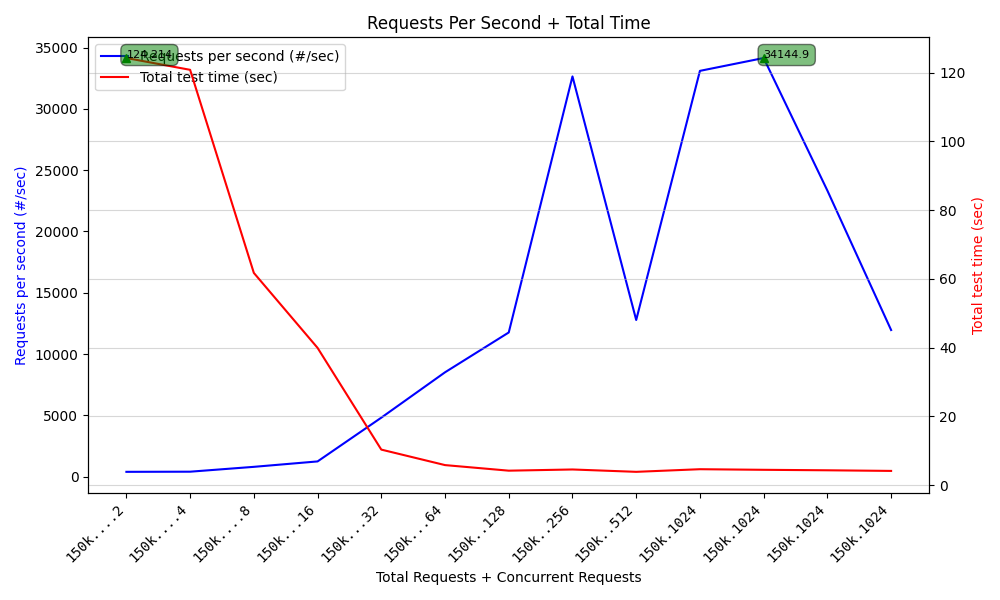 Requests Per Second + Total Time
124.214
34144.9
Requests per second (#/sec)
Total test time (sec)
35000
30000
25000
20000
15000
10000
5000
0
Requests per second (#/sec)
120
100
80
60
40
20
0
Total test time (sec)
150k....2
150k....4
150k....8
150k...16
150k...32
150k...64
150k..128
150k..256
150k..512
150k.1024
150k.1024
150k.1024
150k.1024
Total Requests + Concurrent Requests